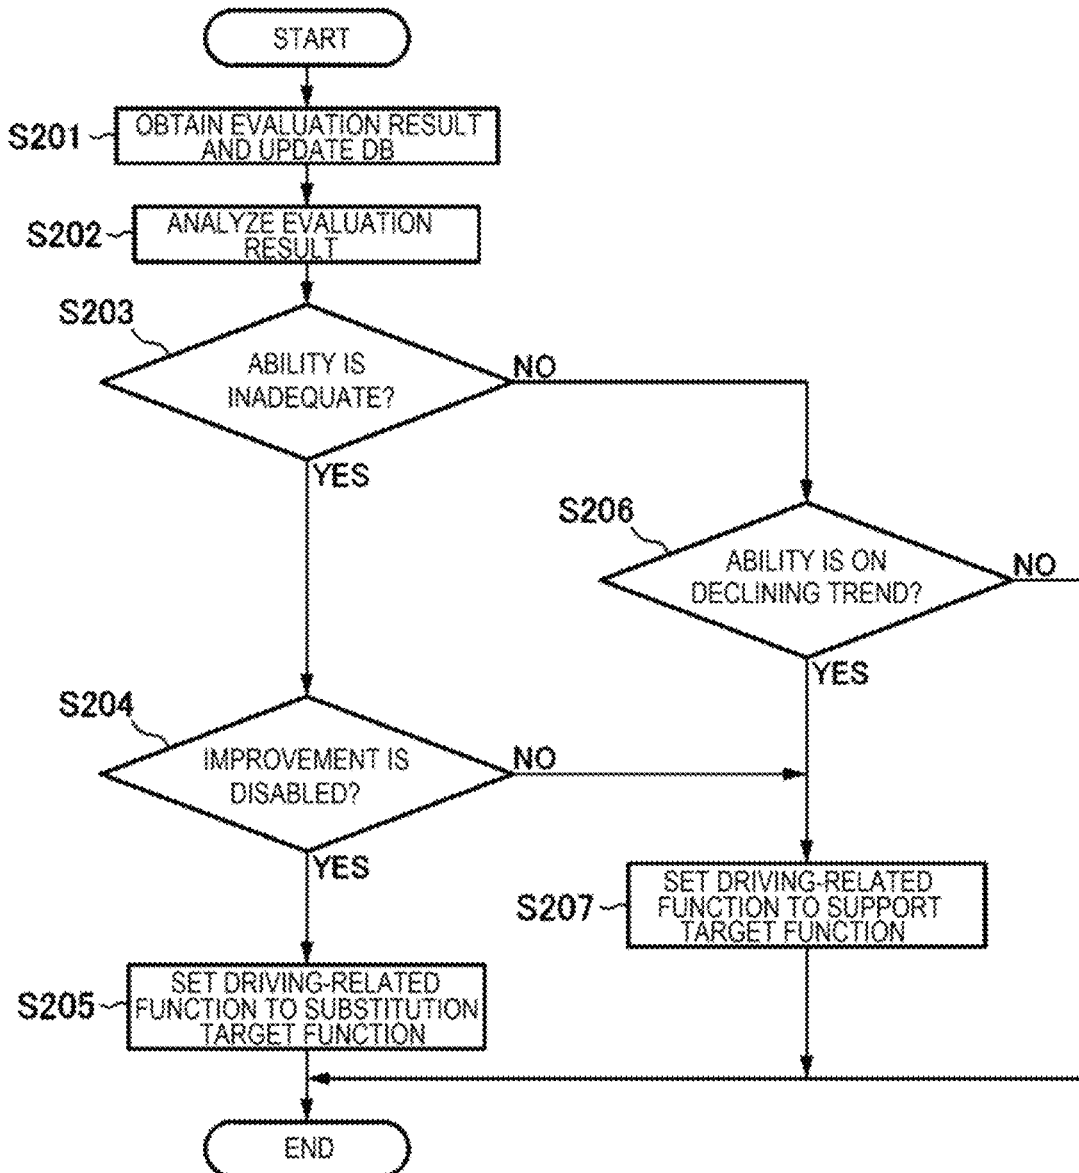 START
S201
OBTAIN EVALUATION RESULT
AND UPDATE DB
S202
ANALYZE EVALUATION
RESULT
S203
ABILITY IS
INADEQUATE?
NO
YES
S206
ABILITY IS ON
DECLINING TREND?
NO
YES
S204
IMPROVEMENT IS
DISABLED?
NO
YES
S207
SET DRIVING-RELATED
FUNCTION TO SUPPORT
TARGET FUNCTION
S205
SET DRIVING-RELATED
FUNCTION TO SUBSTITUTION
TARGET FUNCTION
END